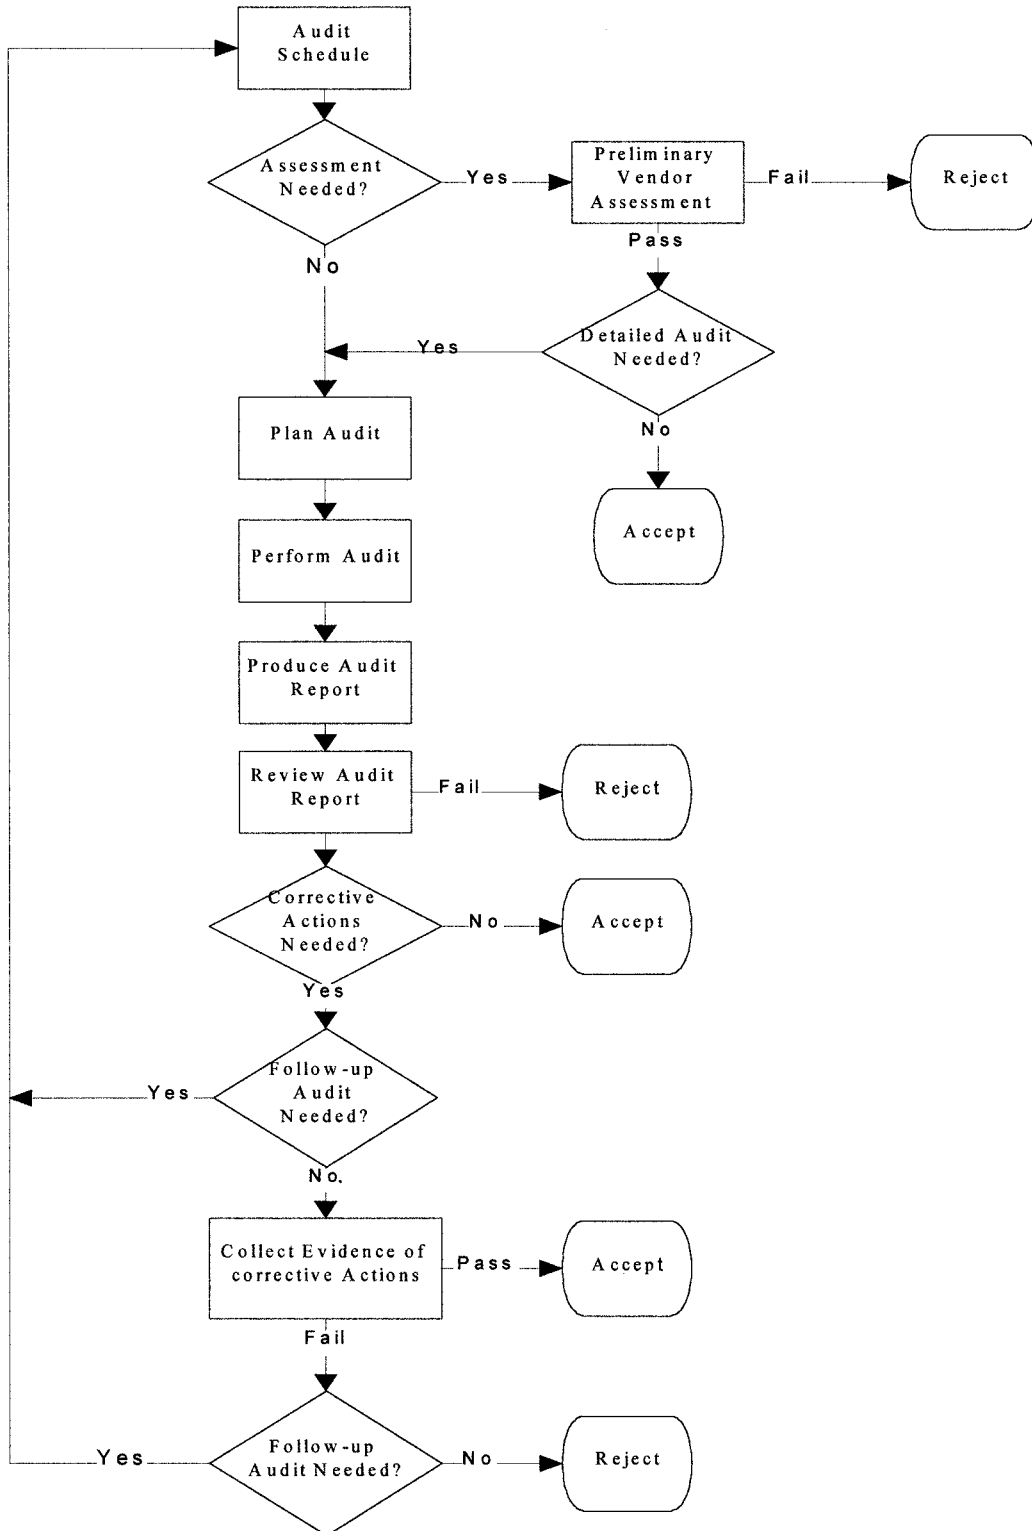 Audit
Schedule
Assessment
Needed?
Yes
Preliminary
Vendor
Assessment
Fail
Reject
No
Pass
Detailed Audit
Needed?
Yes
No
Accept
Plan Audit
Perform Audit
Produce Audit
Report
Review Audit
Report
Fail
Reject
Corrective
Actions
Needed?
No
Accept
Yes
Follow-up
Audit
Needed?
Yes
No.
Collect Evidence of
corrective Actions
Pass
Accept
Fail
Follow-up
Audit Needed?
Yes
No
Reject